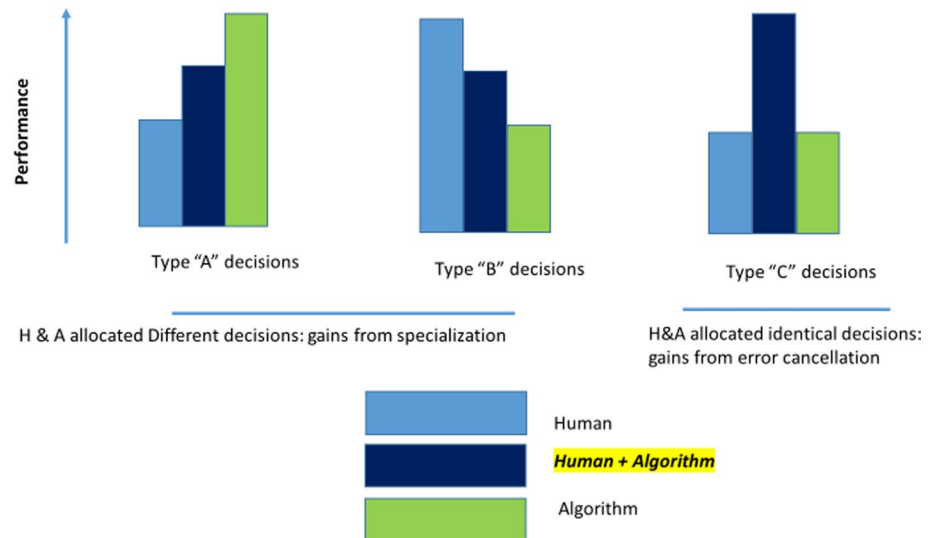 Performance
Type “A” decisions
Type “B” decisions
Type “C” decisions
H & A allocated Different decisions: gains from specialization
H&A allocated identical decisions:
gains from error cancellation
Human
Human + Algorithm
Algorithm